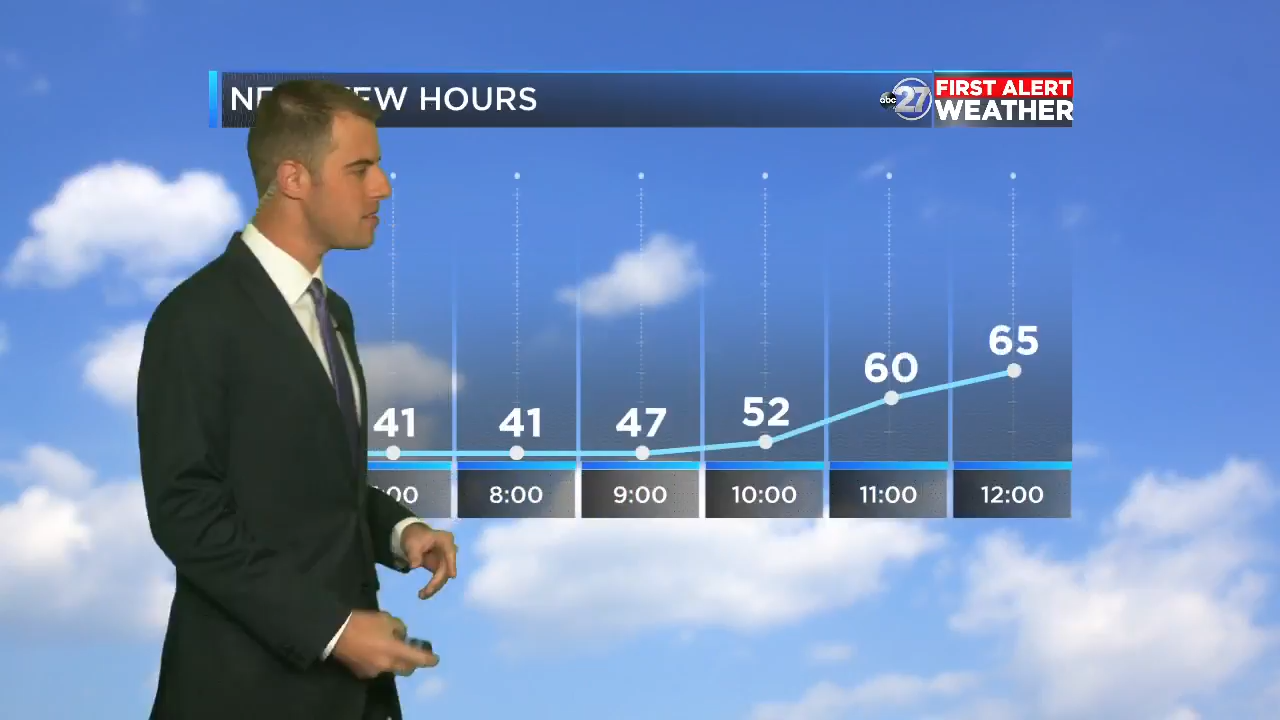 HOURS
abc 27
FIRST ALERT
WEATHER
41 41 47 52 60 65
8:00 9:00 10:00 11:00 12:00